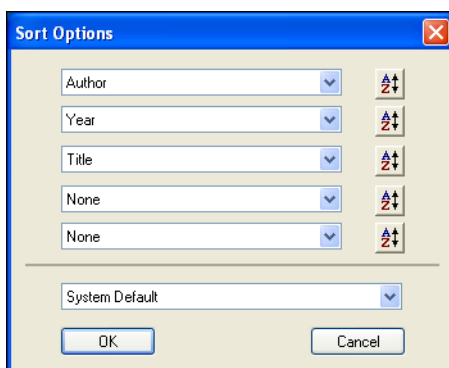 Sort Options
Author
A
Z
Year
A
Z
Title
A
Z
None
A
Z
None
A
Z
System Default
OK Cancel